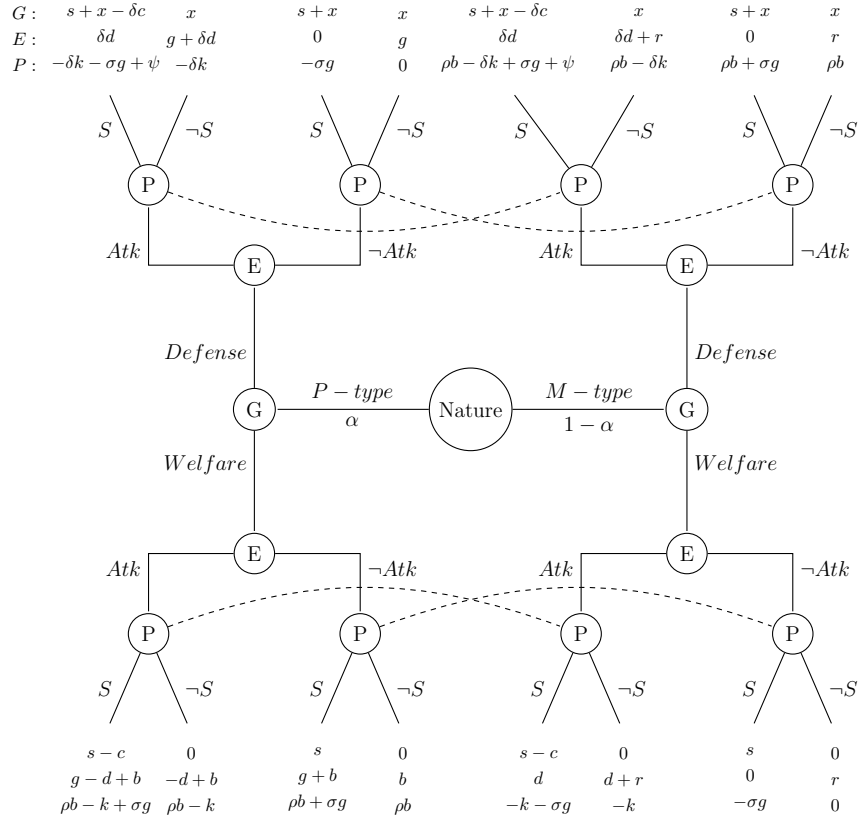 G : s + x − δc x s + x x s + x − δc x s + x x
E : δd g + δd 0 g δd δd + r 0 r
P : −δk − σg + ψ −δk −σg 0 ρb − δk + σg + ψ ρb − δk ρb + σg ρb
S ¬S S ¬S S ¬S S ¬S
P P P P
Atk E ¬Atk Atk E ¬Atk
Defense Defense
G P − type Nature M − type G
α 1 − α
Welfare Welfare
Atk E ¬Atk Atk E ¬Atk
P P P P
S ¬S S ¬S S ¬S S ¬S
s − c 0 s 0 s − c 0 s 0
g − d + b −d + b g + b b d d + r 0 r
ρb − k + σg ρb − k ρb + σg ρb −k − σg −k −σg 0